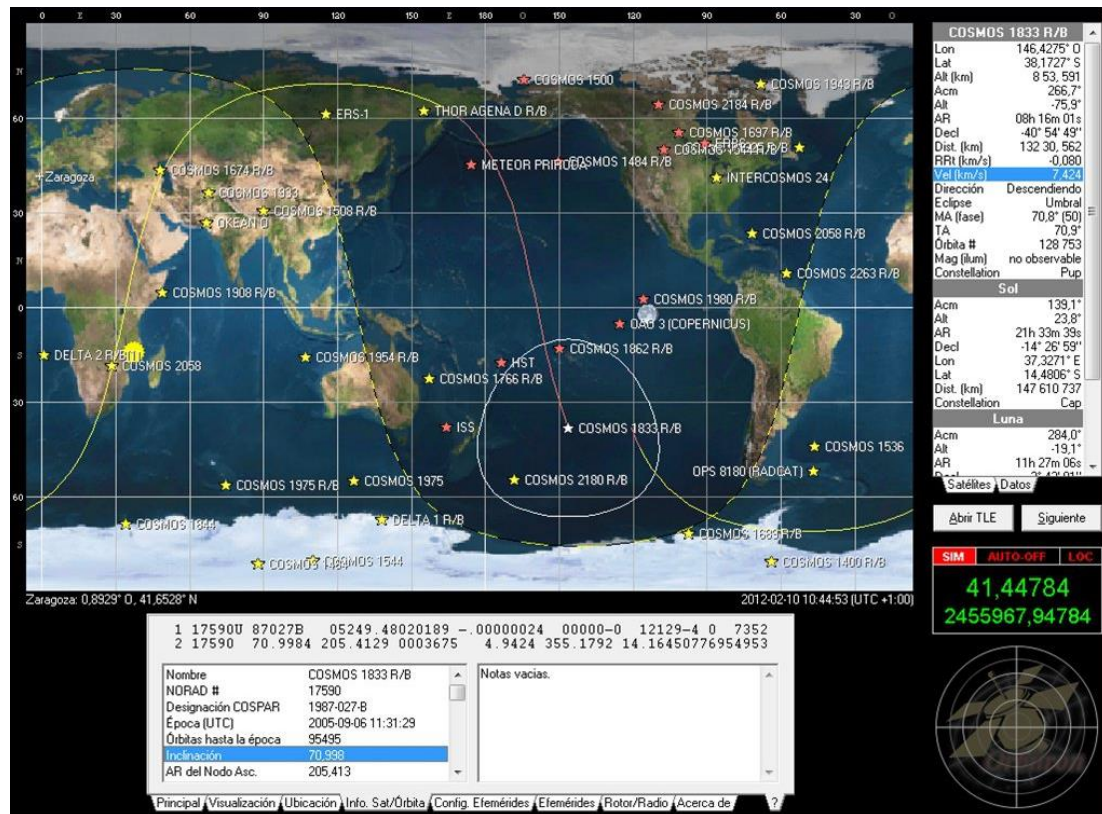 0 E 30 60 90 120 150 E 180 O 150 120 90 60 30 O
COSMOS 1500
COSMOS 1943 R/B
N
COSMOS 2184 R/B
ERS-1
THOR AGENA D R/B
60
COSMOS 1697 R/B
METEOR PRIRODA
COSMOS 1484 R/B
COSMOS 1674 R/B
INTERCOSMOS 24
Zaragoza
COSMOS 1833
COSMOS 1508 R/B
30
OKEAN O
COSMOS 2058 R/B
N
COSMOS 2263 R/B
COSMOS 1908 R/B
COSMOS 1980 R/B
0
OAO 3 (COPERNICUS)
COSMOS 1862 R/B
S
DELTA 2 R/B(1)
COSMOS 1954 R/B
COSMOS 2058
HST
COSMOS 1766 R/B
30
ISS
COSMOS 1833 R/B
COSMOS 1536
OPS 8180 (RADCAT)
COSMOS 1975 R/B
COSMOS 1975
COSMOS 2180 R/B
60
COSMOS 1844
DELTA 1 R/B
COSMOS 1689 R/B
S
COSMOS 1544
COSMOS 1400 R/B
Zaragoza: 0,8929° O, 41,6528° N
2012-02-10 10:44:53 (UTC +1:00)
COSMOS 1833 R/B
Lon 146,4275° O
Lat 38,1727° S
Alt (km) 8 53, 591
Acm 266,7°
Alt -75,9°
AR 08h 16m 01s
Decl -40° 54' 49"
Dist. (km) 132 30, 562
RRt (km/s) -0,080
Vel (km/s) 7,424
Dirección Descendiendo
Eclipse Umbral
MA (fase) 70,8° (50)
TA 70,9°
Órbita # 128 753
Mag (ilum) no observable
Constellation Pup
Sol
Acm 139,1°
Alt 23,8°
AR 21h 33m 39s
Decl -14° 26' 59"
Lon 37,3271° E
Lat 14,4806° S
Dist. (km) 147 610 737
Constellation Cap
Luna
Acm 284,0°
Alt -19,1°
AR 11h 27m 06s
Satélites Datos
Abrir TLE Siguiente
SIM AUTO-OFF LOC
41,44784
2455967,94784
1 17590U 87027B 05249.48020189 -.00000024 00000-0 12129-4 0 7352
2 17590 70.9984 205.4129 0003675 4.9424 355.1792 14.16450776954953
Nombre COSMOS 1833 R/B
NORAD # 17590
Designación COSPAR 1987-027-B
Época (UTC) 2005-09-06 11:31:29
Órbitas hasta la época 95495
Inclinación 70,998
AR del Nodo Asc. 205,413
Notas vacias.
Principal Visualización Ubicación Info. Sat/Órbita Config. Efemérides Efemérides Rotor/Radio Acerca de ?